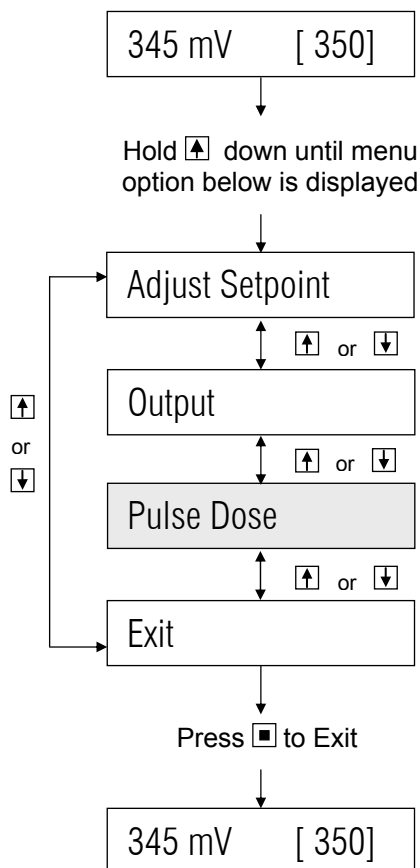 345 mV [ 350]
Hold down until menu
option below is displayed
Adjust Setpoint
or
Output
or
or
Pulse Dose
or
Exit
Press to Exit
345 mV [ 350]